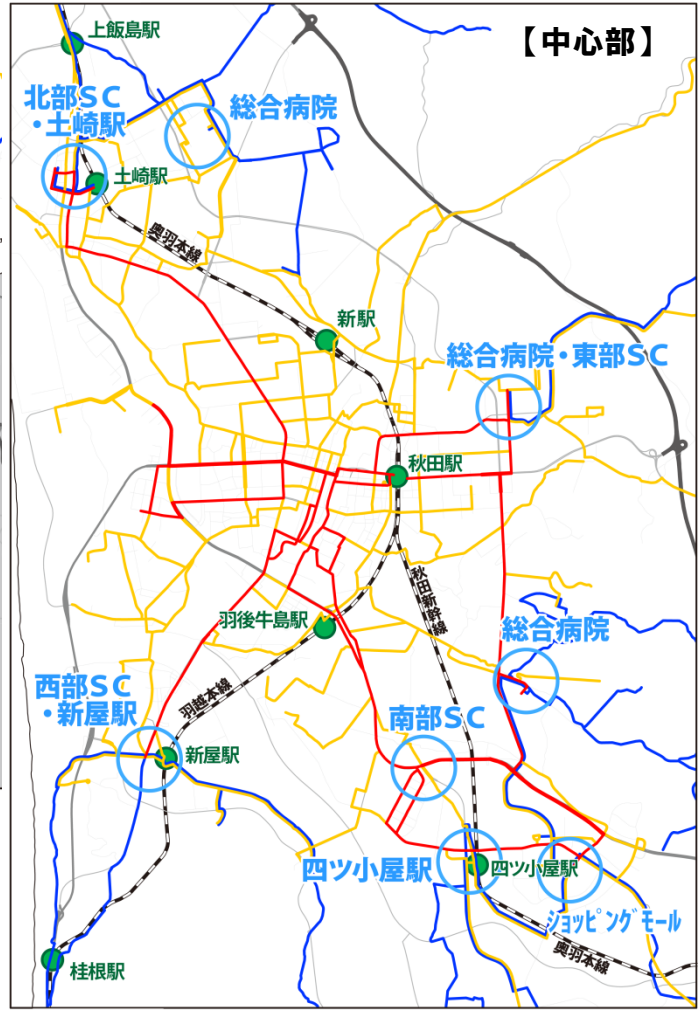 【中心部】
上飯島駅
北部SC
・土崎駅
総合病院
土崎駅
奥羽本線
新駅
総合病院・東部SC
秋田駅
秋田新幹線
羽後牛島駅
総合病院
西部SC
・新屋駅
羽越本線
南部SC
新屋駅
四ツ小屋駅
四ツ小屋駅
ショッピングモール
奥羽本線
桂根駅